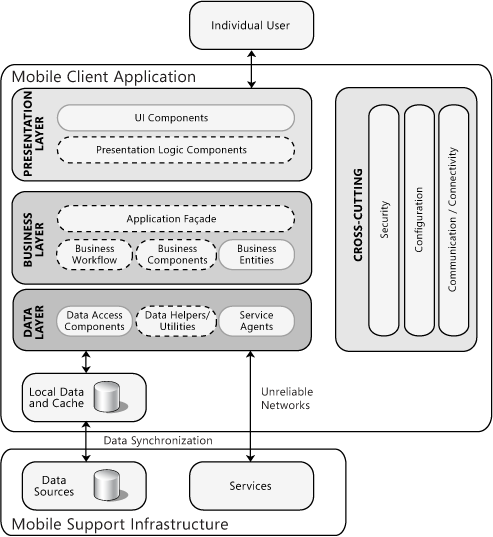 Individual User
Mobile Client Application
PRESENTATION
LAYER
UI Components
Presentation Logic Components
BUSINESS
LAYER
Application Façade
Business
Workflow
Business
Components
Business
Entities
DATA
LAYER
Data Access
Components
Data Helpers/
Utilities
Service
Agents
CROSS-CUTTING
Security
Configuration
Communication / Connectivity
Local Data
and Cache
Unreliable
Networks
Data Synchronization
Data
Sources
Services
Mobile Support Infrastructure